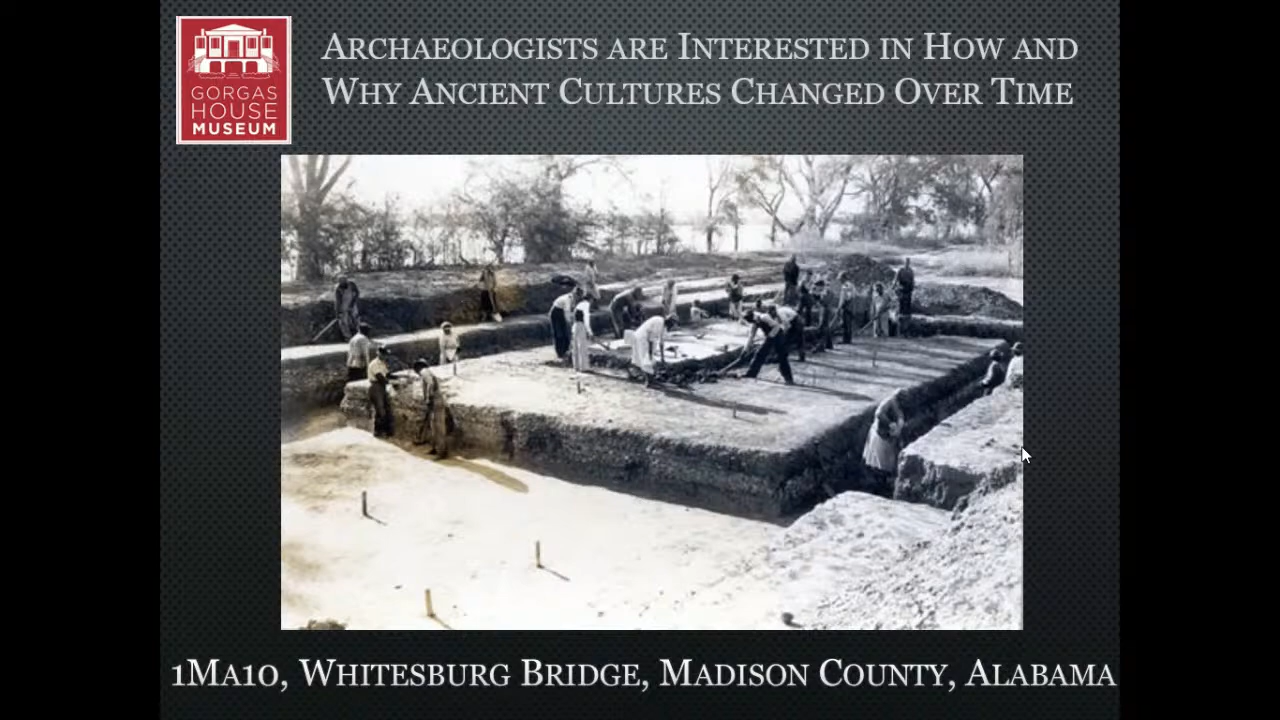 GORGAS
HOUSE
MUSEUM
ARCHAEOLOGISTS ARE INTERESTED IN HOW AND
WHY ANCIENT CULTURES CHANGED OVER TIME
1MA10, WHITESBURG BRIDGE, MADISON COUNTY, ALABAMA